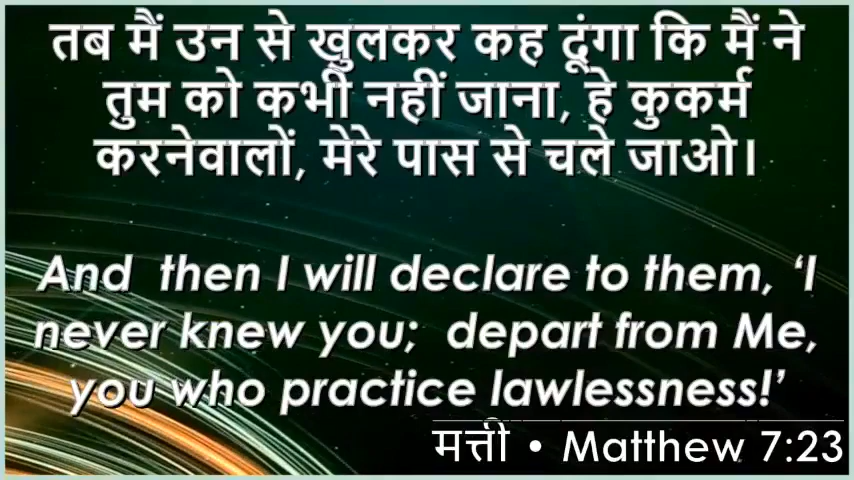 तब मैं उन से खुलकर कह दूंगा कि मैं ने
तुम को कभी नहीं जाना, हे कुकर्म
करनेवालों, मेरे पास से चले जाओ।
And then I will declare to them, ‘I
never knew you; depart from Me,
you who practice lawlessness!’
मत्ती • Matthew 7:23